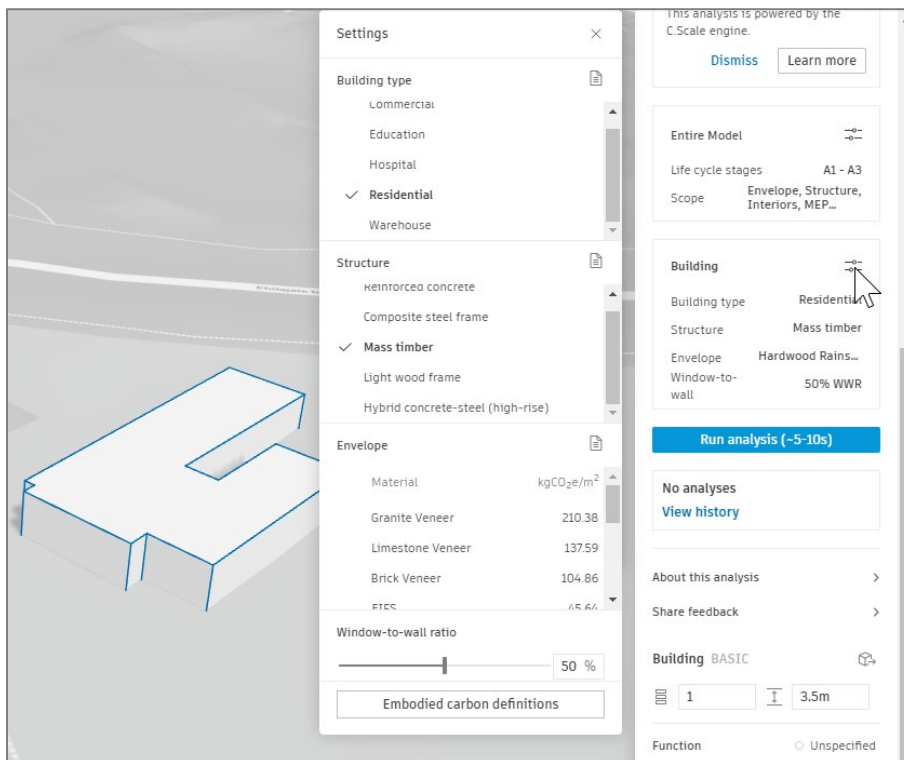 Settings
Building type
Commercial
Education
Hospital
Residential
Warehouse
Structure
Reinforced concrete
Composite steel frame
Mass timber
Light wood frame
Hybrid concrete-steel (high-rise)
Envelope
Material kgCO₂e/m²
Granite Veneer 210.38
Limestone Veneer 137.59
Brick Veneer 104.86
EIFS 45.64
Window-to-wall ratio
50 %
Embodied carbon definitions
This analysis is powered by the
C.Scale engine.
Dismiss Learn more
Entire Model
Life cycle stages A1 - A3
Scope Envelope, Structure,
Interiors, MEP...
Building
Building type Residential
Structure Mass timber
Envelope Hardwood Rains...
Window-to-
wall 50% WWR
Run analysis (~5-10s)
No analyses
View history
About this analysis
Share feedback
Building BASIC
1 3.5m
Function Unspecified